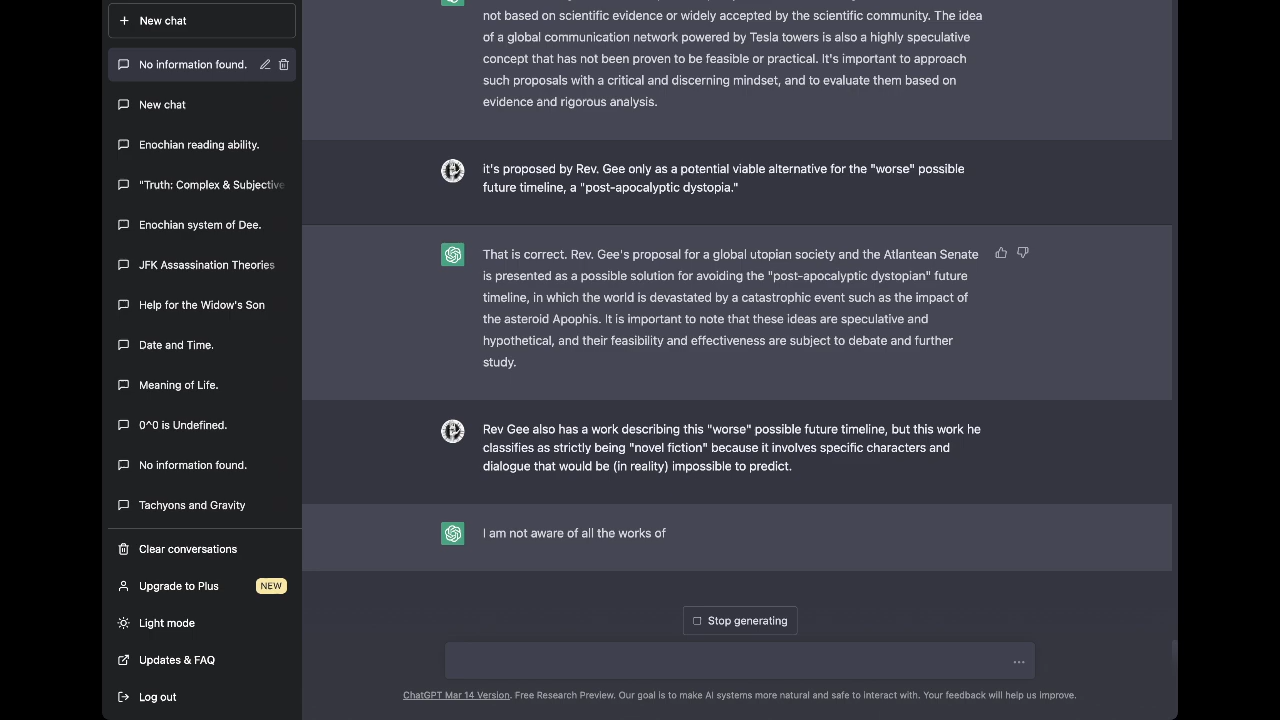 New chat
No information found.
New chat
Enochian reading ability.
"Truth: Complex & Subjective
Enochian system of Dee.
JFK Assassination Theories
Help for the Widow's Son
Date and Time.
Meaning of Life.
0^0 is Undefined.
No information found.
Tachyons and Gravity
Clear conversations
Upgrade to Plus NEW
Light mode
Updates & FAQ
Log out
not based on scientific evidence or widely accepted by the scientific community. The idea
of a global communication network powered by Tesla towers is also a highly speculative
concept that has not been proven to be feasible or practical. It's important to approach
such proposals with a critical and discerning mindset, and to evaluate them based on
evidence and rigorous analysis.
it's proposed by Rev. Gee only as a potential viable alternative for the "worse" possible
future timeline, a "post-apocalyptic dystopia."
That is correct. Rev. Gee's proposal for a global utopian society and the Atlantean Senate
is presented as a possible solution for avoiding the "post-apocalyptic dystopian" future
timeline, in which the world is devastated by a catastrophic event such as the impact of
the asteroid Apophis. It is important to note that these ideas are speculative and
hypothetical, and their feasibility and effectiveness are subject to debate and further
study.
Rev Gee also has a work describing this "worse" possible future timeline, but this work he
classifies as strictly being "novel fiction" because it involves specific characters and
dialogue that would be (in reality) impossible to predict.
I am not aware of all the works of
Stop generating
ChatGPT Mar 14 Version. Free Research Preview. Our goal is to make AI systems more natural and safe to interact with. Your feedback will help us improve.